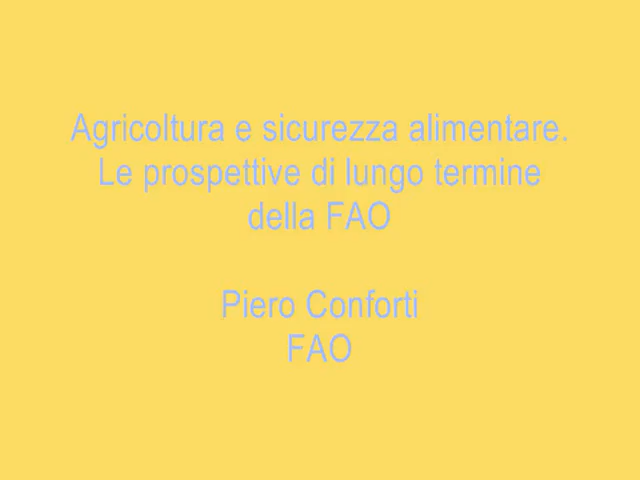 Agricoltura e sicurezza alimentare.
Le prospettive di lungo termine
della FAO
Piero Conforti
FAO